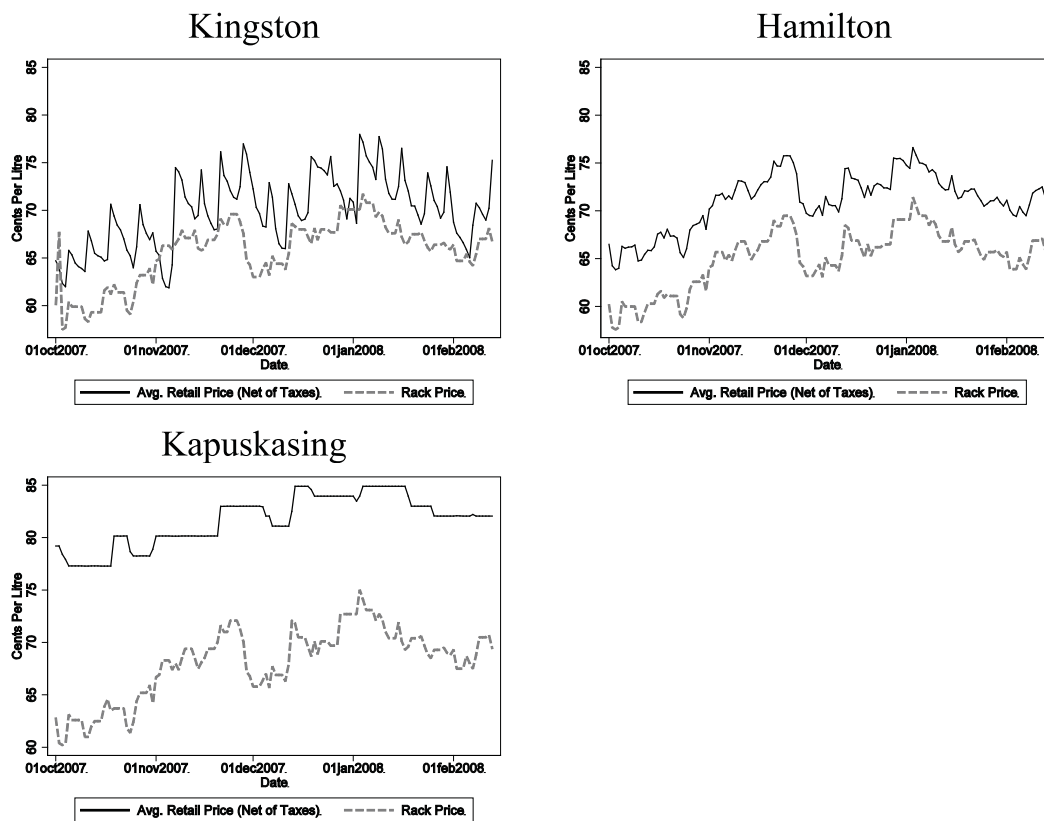 Kingston
Cents Per Litre
85
80
75
70
65
60
01oct2007.
01nov2007.
01dec2007.
01jan2008.
01feb2008.
Date.
Avg. Retail Price (Net of Taxes).
Rack Price.
Hamilton
Cents Per Litre
85
80
75
70
65
60
01oct2007.
01nov2007.
01dec2007.
01jan2008.
01feb2008.
Date.
Avg. Retail Price (Net of Taxes).
Rack Price.
Kapuskasing
Cents Per Litre
85
80
75
70
65
60
01oct2007.
01nov2007.
01dec2007.
01jan2008.
01feb2008.
Date.
Avg. Retail Price (Net of Taxes).
Rack Price.